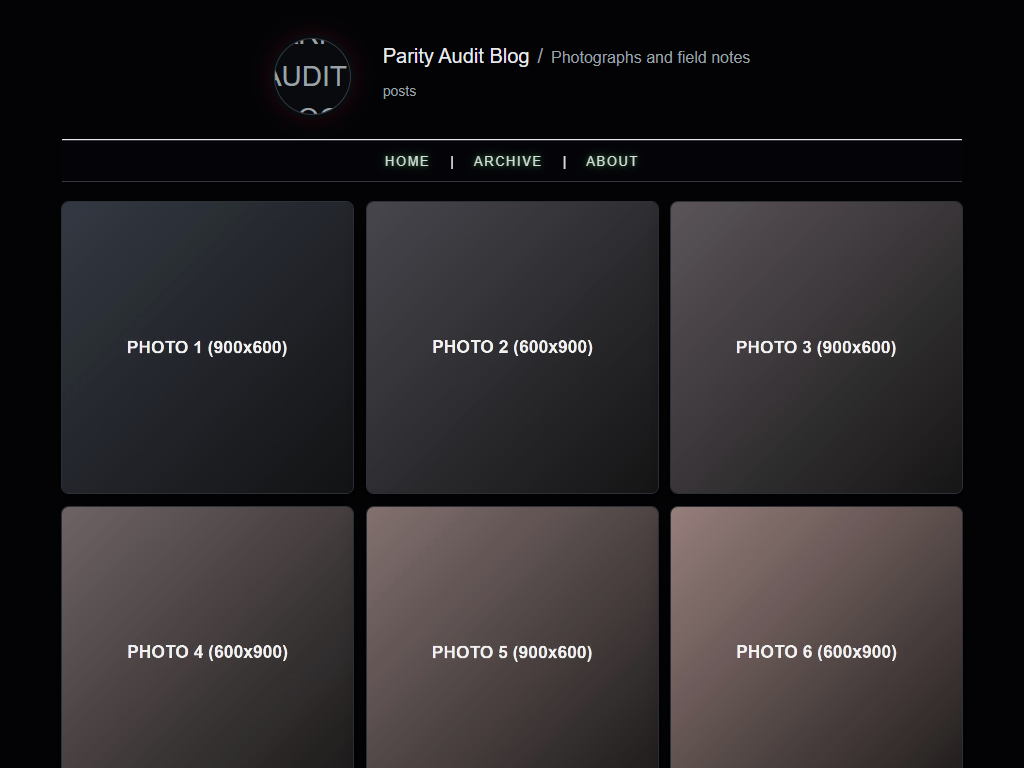 AUDIT
Parity Audit Blog / Photographs and field notes
posts
HOME | ARCHIVE | ABOUT
PHOTO 1 (900x600)
PHOTO 2 (600x900)
PHOTO 3 (900x600)
PHOTO 4 (600x900)
PHOTO 5 (900x600)
PHOTO 6 (600x900)